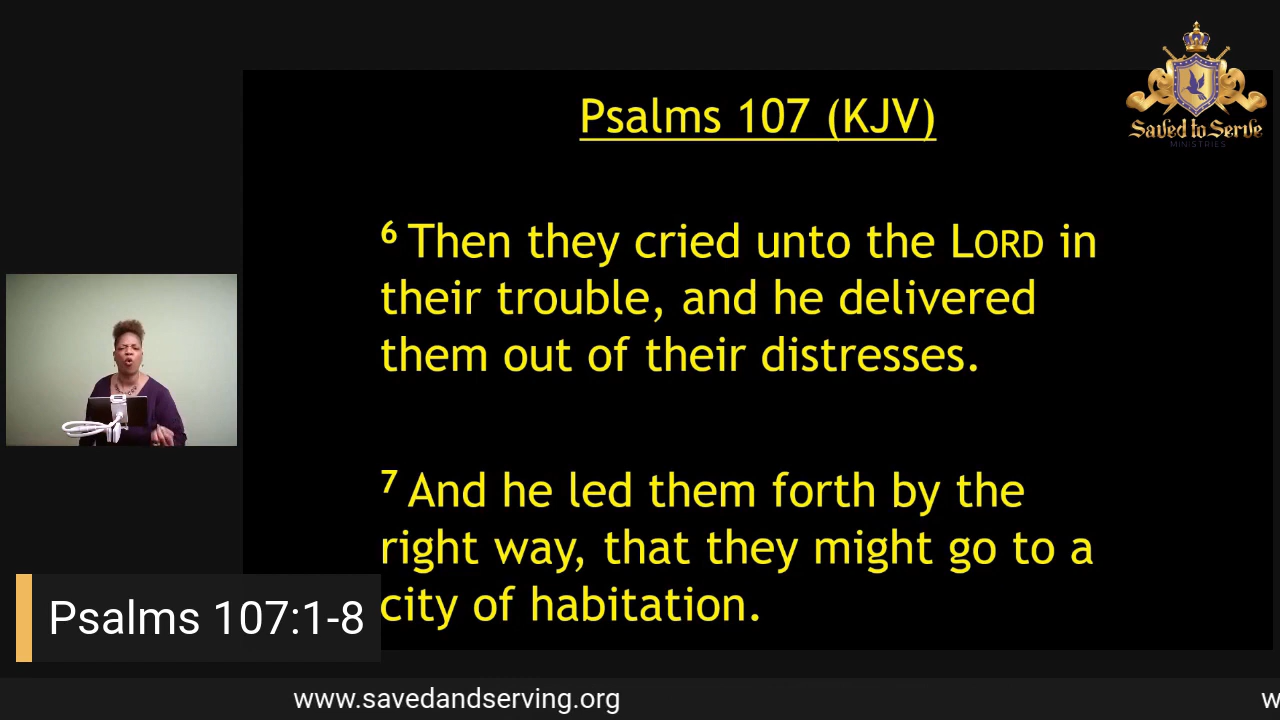 Psalms 107 (KJV)
Saved to Serve
MINISTRIES
6 Then they cried unto the LORD in
their trouble, and he delivered
them out of their distresses.
7 And he led them forth by the
right way, that they might go to a
city of habitation.
Psalms 107:1-8
www.savedandserving.org
w